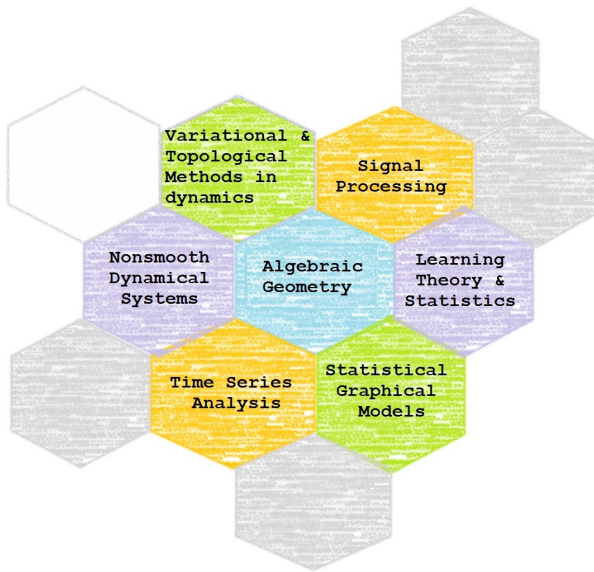 Variational &
Topological
Methods in
dynamics
Signal
Processing
Nonsmooth
Dynamical
Systems
Algebraic
Geometry
Learning
Theory &
Statistics
Time Series
Analysis
Statistical
Graphical
Models